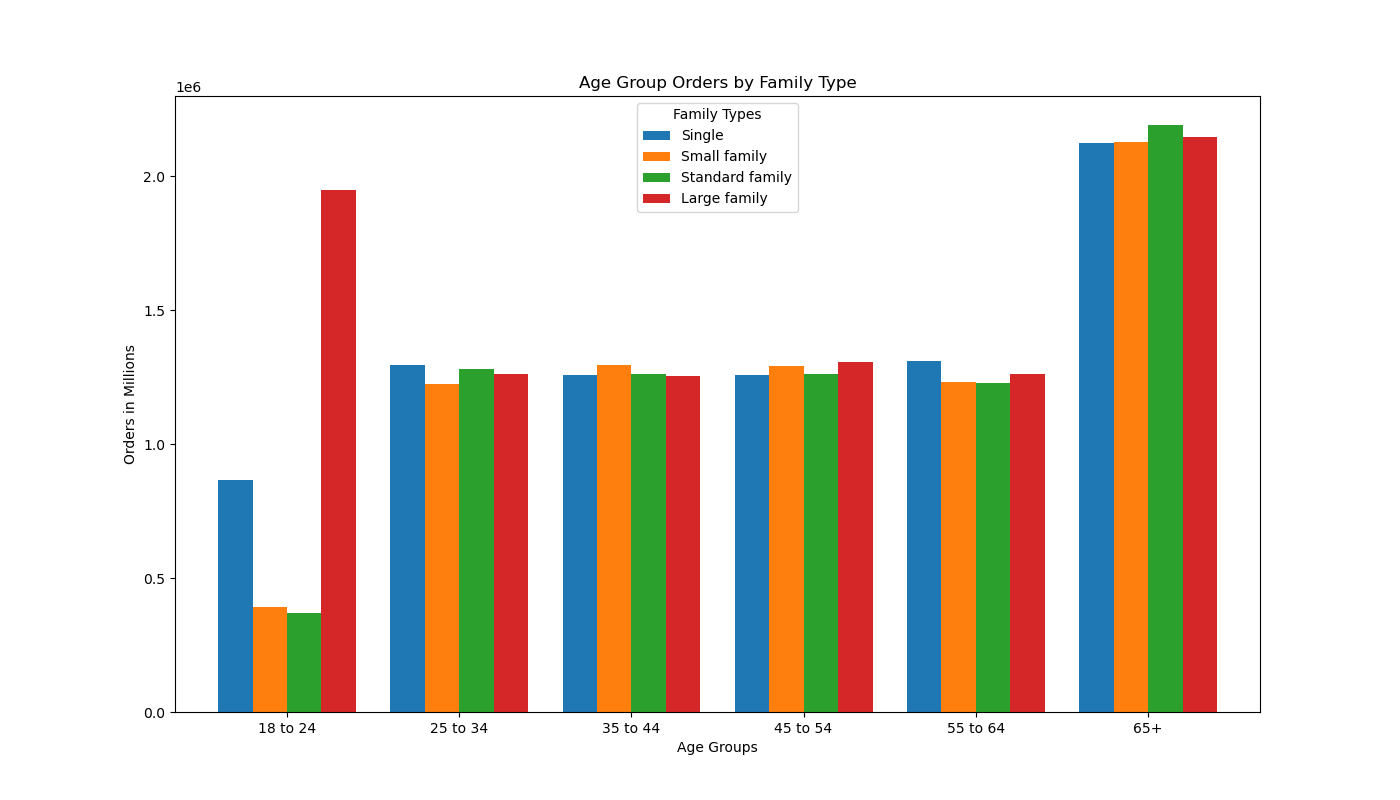 Age Group Orders by Family Type
1e6
Family Types
Single
Small family
Standard family
Large family
2.0
1.5
1.0
0.5
0.0
Orders in Millions
18 to 24 25 to 34 35 to 44 45 to 54 55 to 64 65+
Age Groups